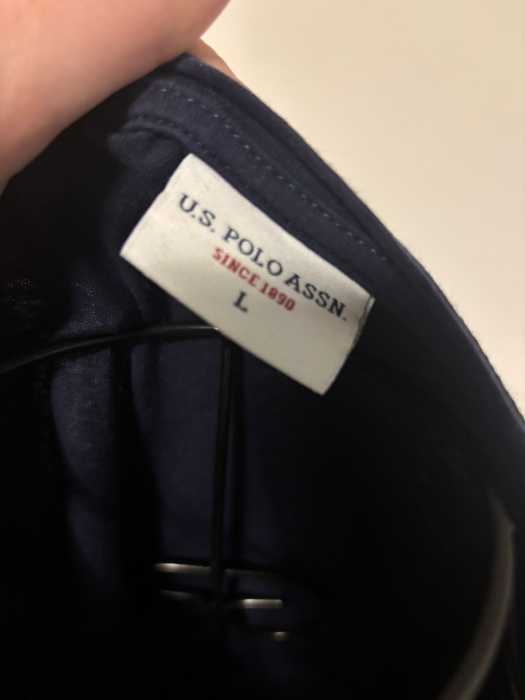 U.S. POLO ASSN.
SINCE 1890
L